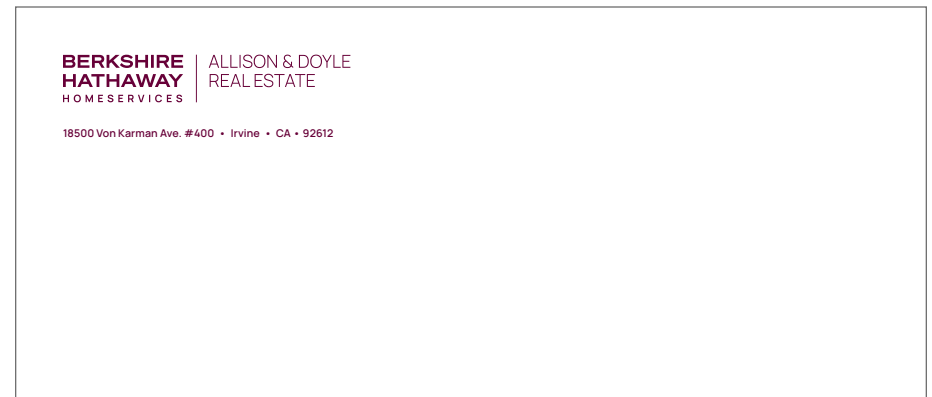 BERKSHIRE
HATHAWAY
HOMESERVICES
ALLISON & DOYLE
REAL ESTATE
18500 Von Karman Ave. #400 • Irvine • CA • 92612